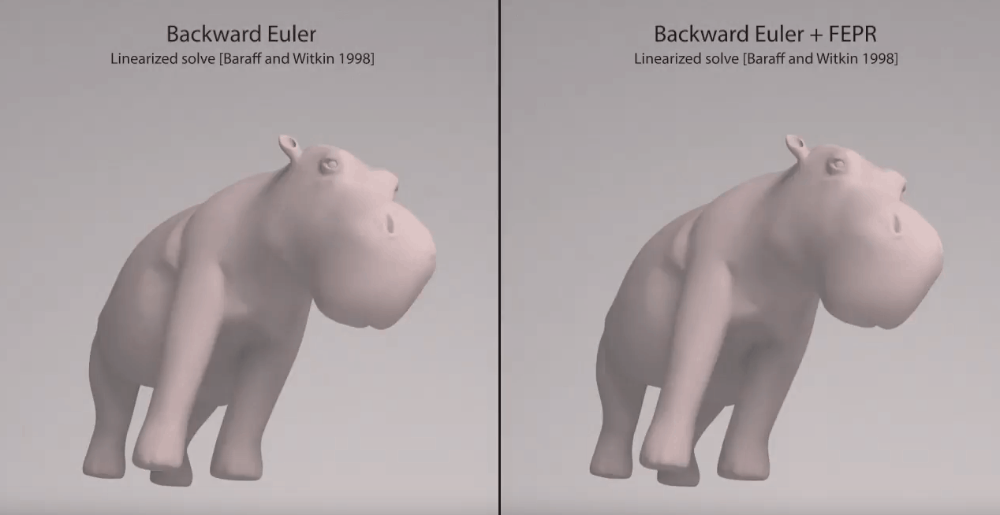 Backward Euler
Linearized solve [Baraff and Witkin 1998]
Backward Euler + FEPR
Linearized solve [Baraff and Witkin 1998]